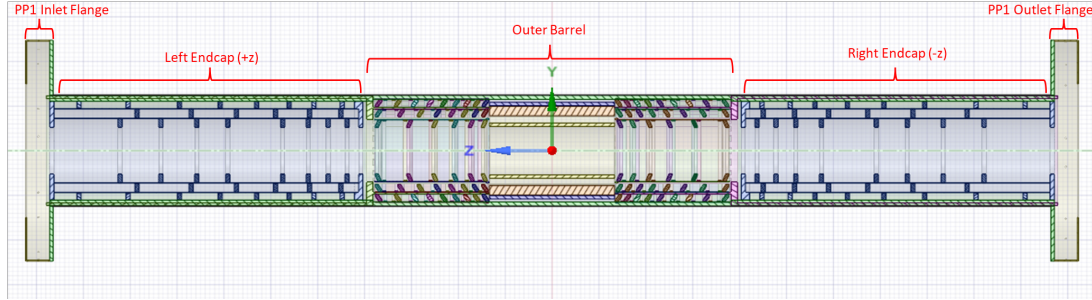 PP1 Inlet Flange
PP1 Outlet Flange
Outer Barrel
Left Endcap (+z)
Right Endcap (-z)
Y
Z